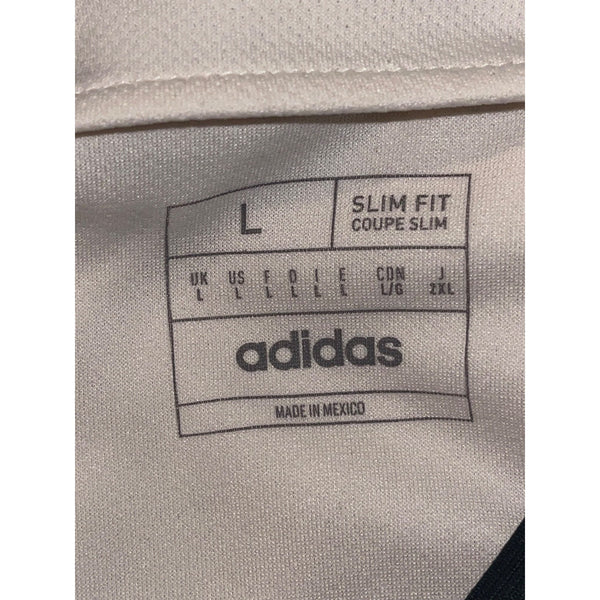 L
SLIM FIT
COUPE SLIM
UK US F D I E CDN J
L L L L L L L/G 2XL
adidas
MADE IN MEXICO